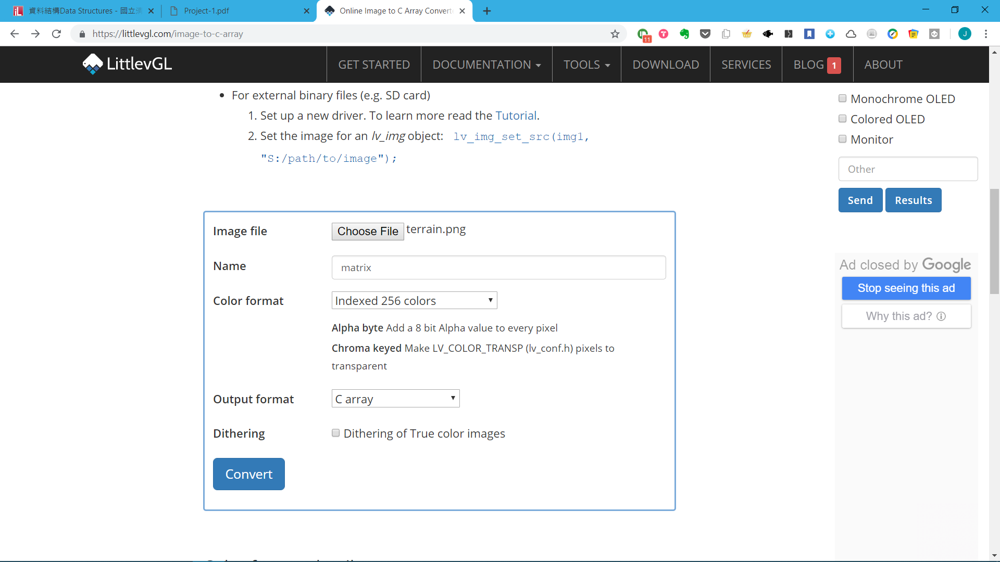 資料結構Data Structures - 國立清
Project-1.pdf
Online Image to C Array Converte
https://littlevgl.com/image-to-c-array
11
J
LittlevGL
GET STARTED
DOCUMENTATION
TOOLS
DOWNLOAD
SERVICES
BLOG 1
ABOUT
• For external binary files (e.g. SD card)
1. Set up a new driver. To learn more read the Tutorial.
2. Set the image for an lv_img object: lv_img_set_src(img1,
"S:/path/to/image");
Image file Choose File terrain.png
Name matrix
Color format Indexed 256 colors
Alpha byte Add a 8 bit Alpha value to every pixel
Chroma keyed Make LV_COLOR_TRANSP (lv_conf.h) pixels to
transparent
Output format C array
Dithering Dithering of True color images
Convert
Monochrome OLED
Colored OLED
Monitor
Other
Send Results
Ad closed by Google
Stop seeing this ad
Why this ad?